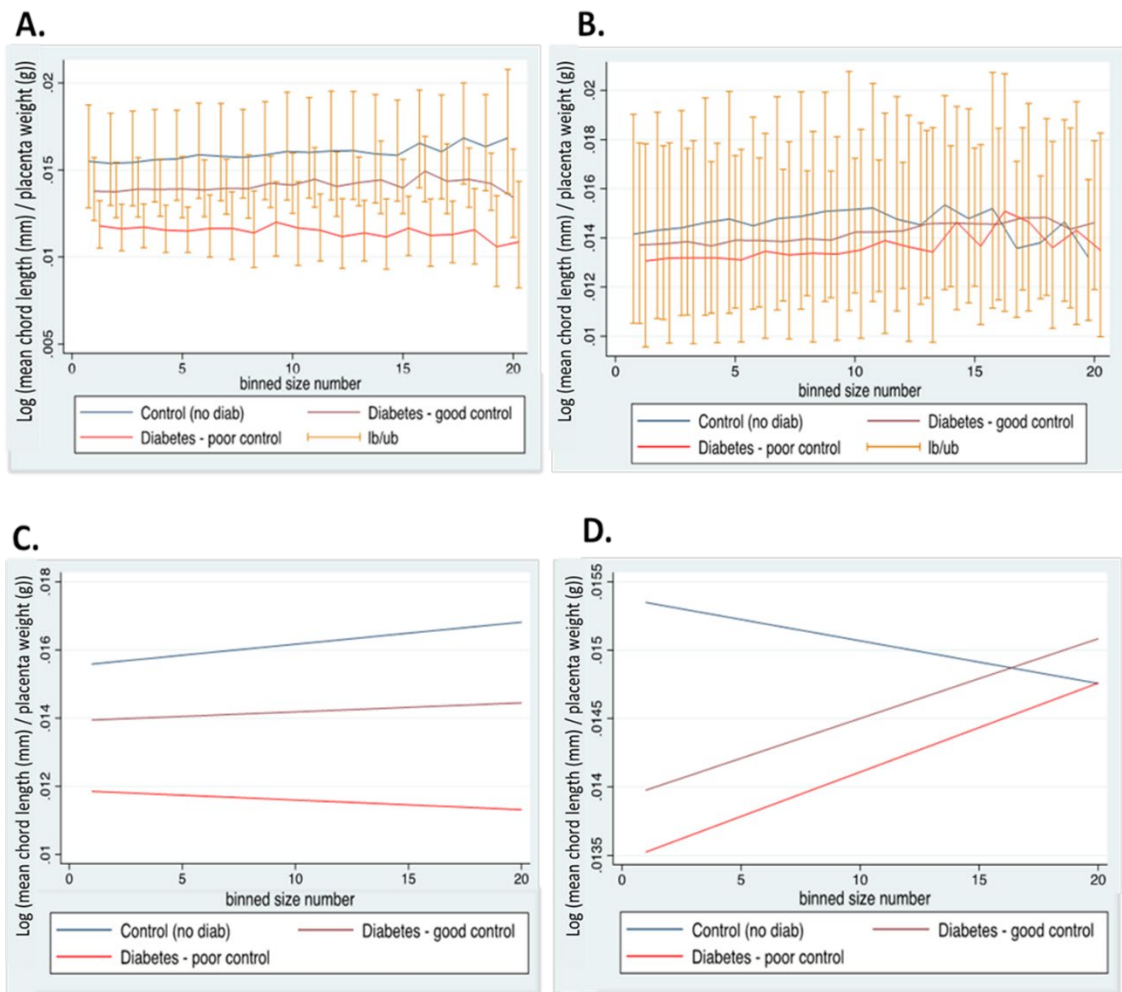 A.
Log (mean chord length (mm) / placenta weight (g))
.02
.015
.01
.005
0 5 10 15 20
binned size number
Control (no diab) Diabetes - good control
Diabetes - poor control lb/ub
B.
Log (mean chord length (mm) / placenta weight (g))
.02
.018
.016
.014
.012
.01
0 5 10 15 20
binned size number
Control (no diab) Diabetes - good control
Diabetes - poor control lb/ub
C.
Log (mean chord length (mm) / placenta weight (g))
.018
.016
.014
.012
.01
0 5 10 15 20
binned size number
Control (no diab) Diabetes - good control
Diabetes - poor control
D.
Log (mean chord length (mm) / placenta weight (g))
.0155
.015
.0145
.014
.0135
0 5 10 15 20
binned size number
Control (no diab) Diabetes - good control
Diabetes - poor control